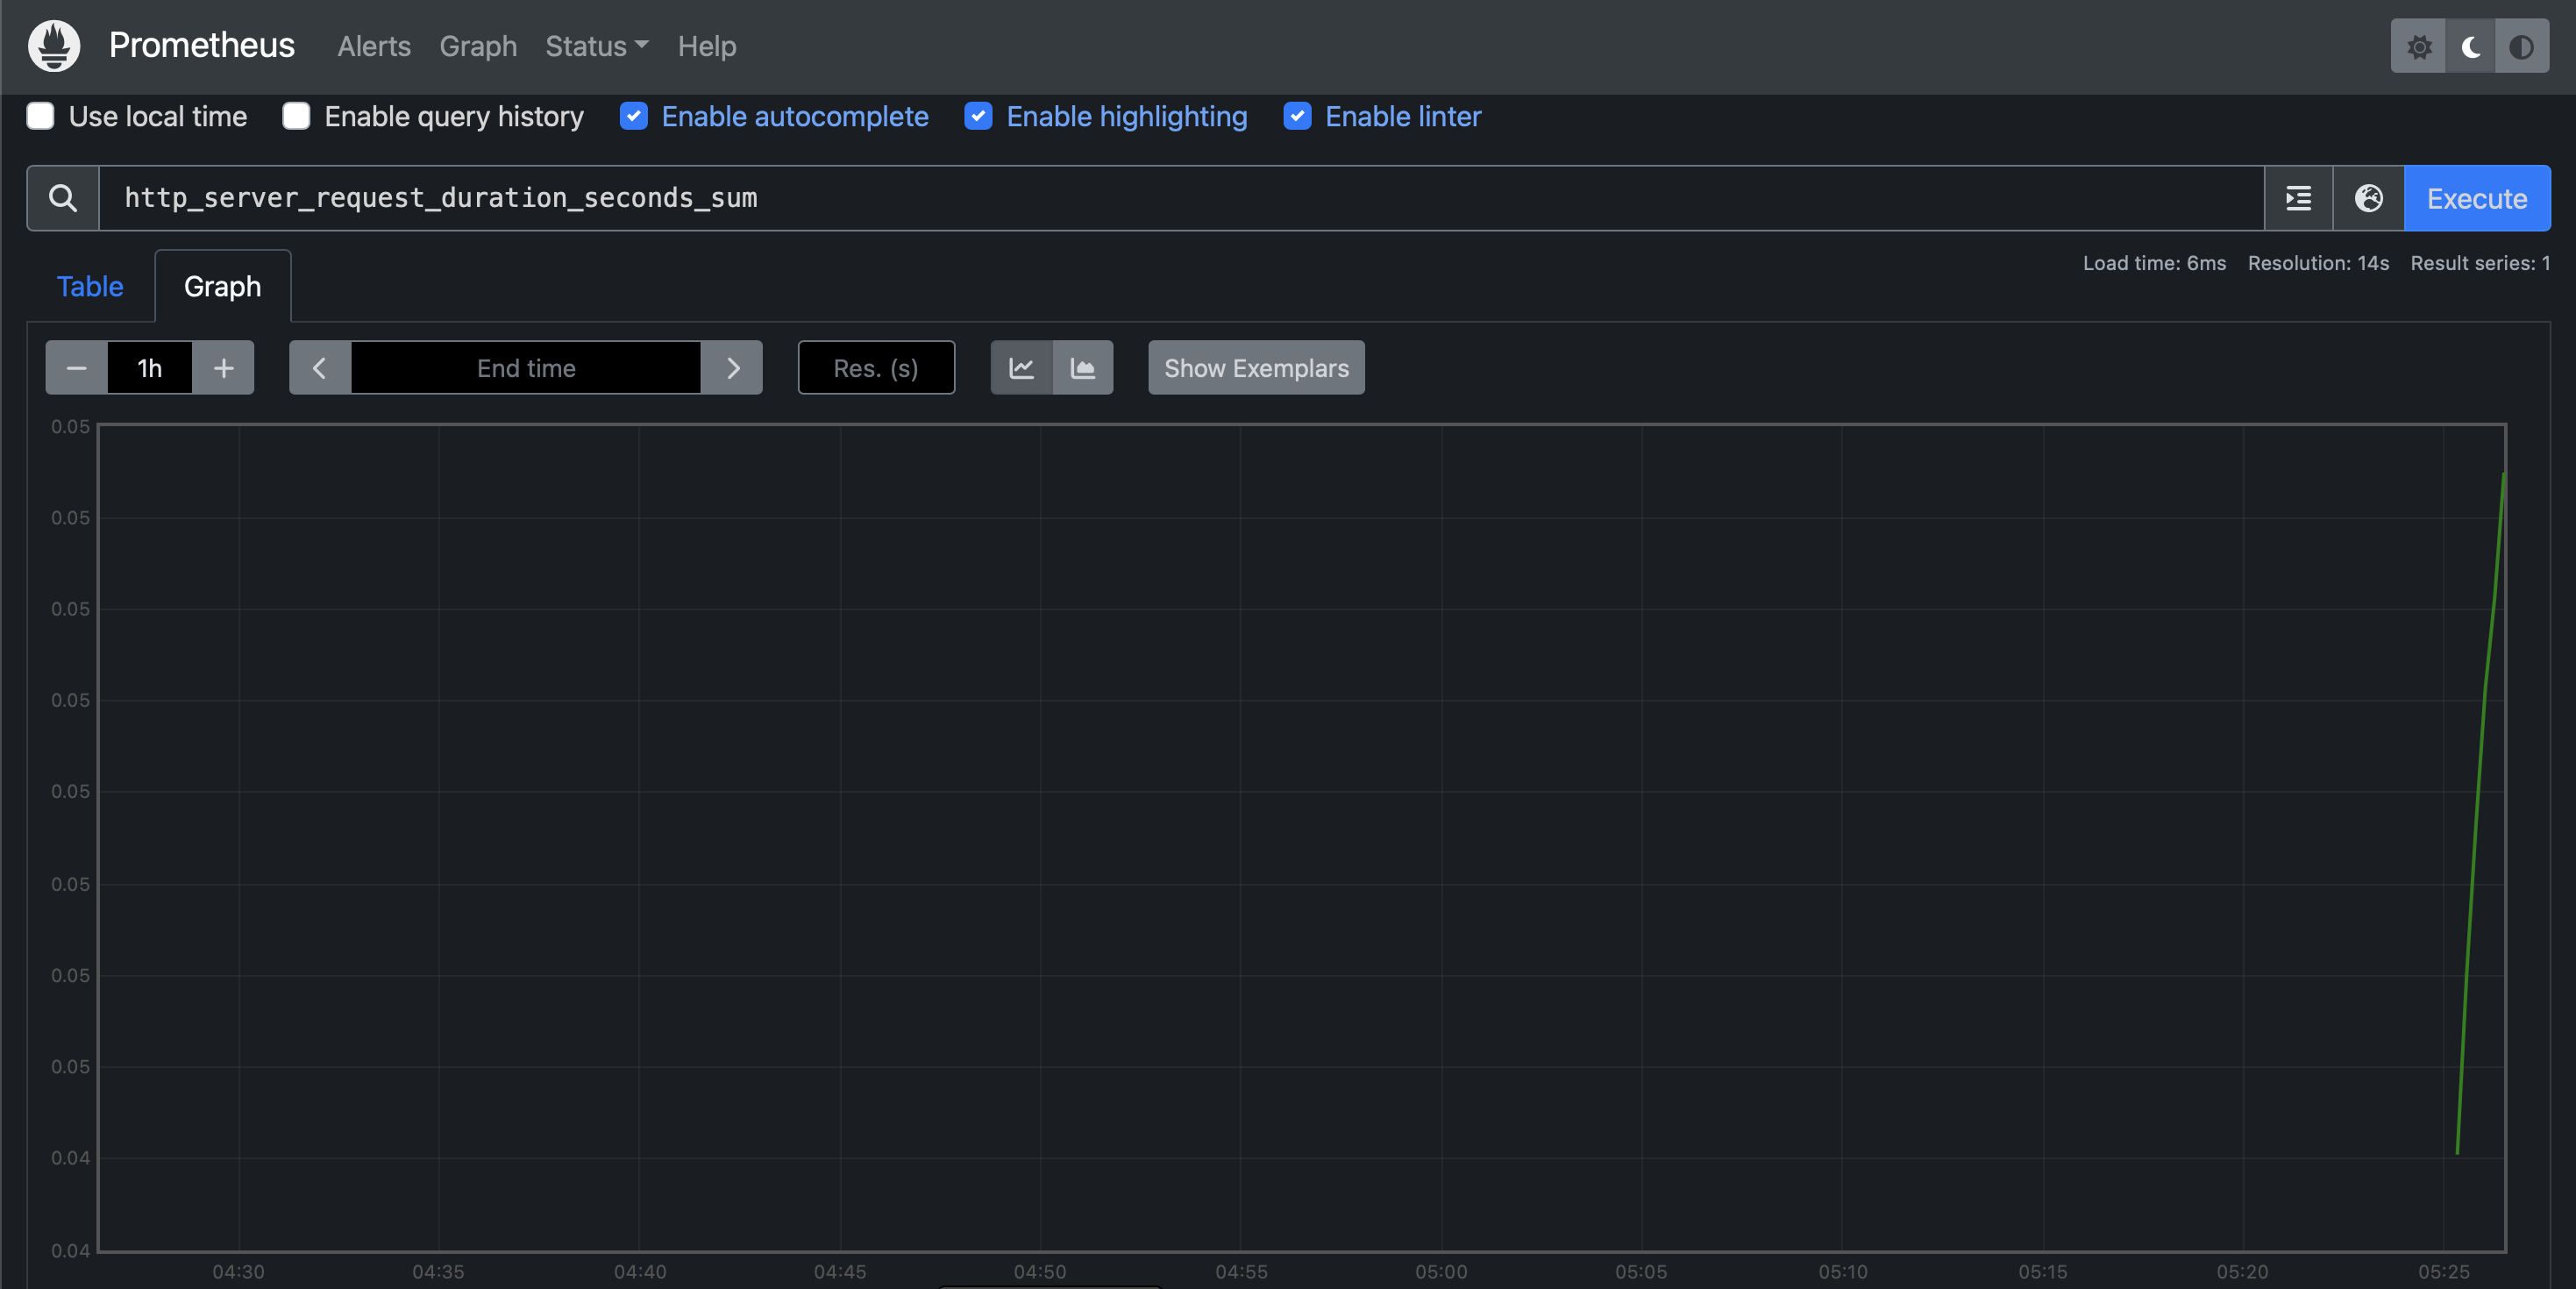 Prometheus Alerts Graph Status Help
Use local time Enable query history Enable autocomplete Enable highlighting Enable linter
http_server_request_duration_seconds_sum Execute
Table Graph Load time: 6ms Resolution: 14s Result series: 1
1h End time Res. (s) Show Exemplars
0.05
0.05
0.05
0.05
0.05
0.05
0.05
0.05
0.04
0.04
04:30 04:35 04:40 04:45 04:50 04:55 05:00 05:05 05:10 05:15 05:20 05:25